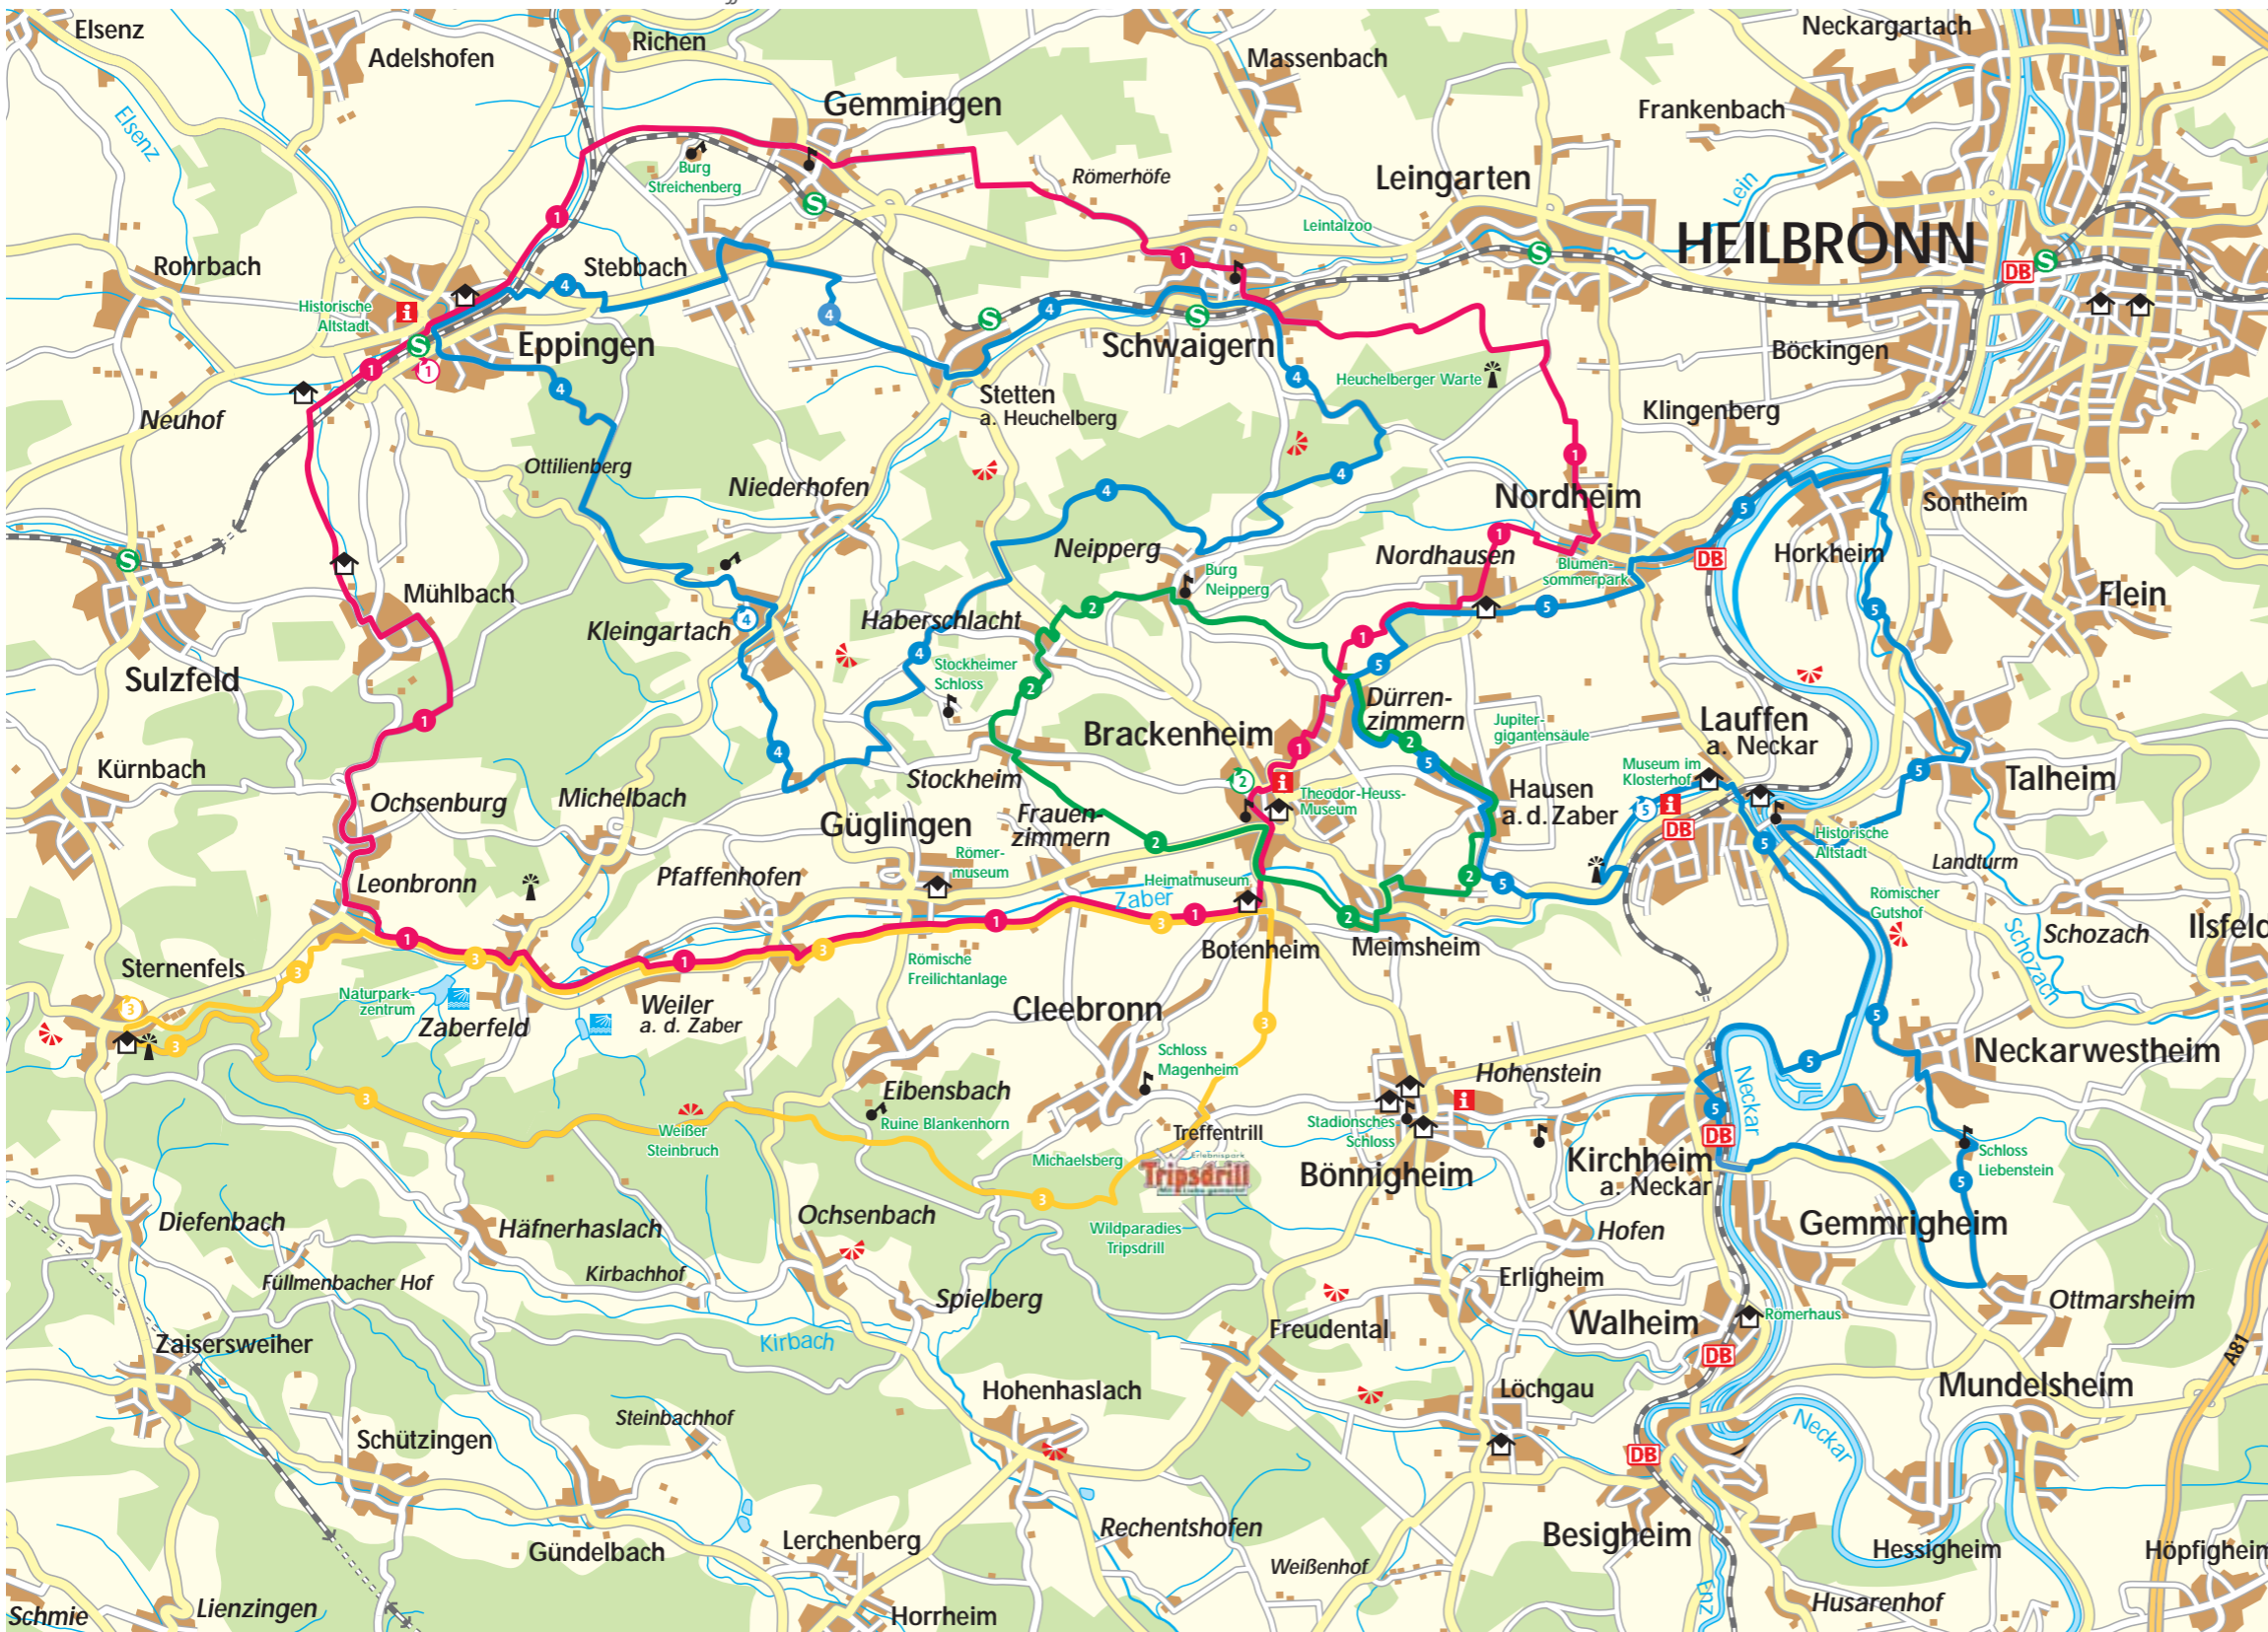 Elsenz
Adelshofen
Richen
Massenbach
Neckargartach
Gemmingen
Frankenbach
Elsenz
Burg
Streichenberg
Römerhöfe
Leingarten
Lein
Leintalzoo
HEILBRONN
DB
S
Rohrbach
Stebbach
Historische
Altstadt
i
Eppingen
Schwaigern
Böckingen
Stetten
a. Heuchelberg
Heuchelberger Warte
Klingenberg
Neuhof
Ottilienberg
Niederhofen
Nordheim
Sontheim
Neipperg
Nordhausen
Blumen-
sommerpark
DB
Horkheim
Burg
Neipperg
Mühlbach
Kleingartach
Haberschlacht
Flein
Sulzfeld
Stockheimer
Schloss
Dürren-
zimmern
Brackenheim
Jupiter-
gigantensäule
Lauffen
a. Neckar
Museum im
Klosterhof
Kürnbach
Stockheim
Talheim
Ochsenburg
Michelbach
Theodor-Heuss-
Museum
Hausen
a. d. Zaber
i
DB
Güglingen
Frauen-
zimmern
Historische
Altstadt
Römer-
museum
Landturm
Leonbronn
Pfaffenhofen
Heimatmuseum
Zaber
Römischer
Gutshof
Schozach
Ilsfeld
Schozach
Botenheim
Meimsheim
Sternenfels
Römische
Freilichtanlage
Naturpark-
zentrum
Zaberfeld
Weiler
a. d. Zaber
Cleebronn
Schloss
Magenheim
Neckarwestheim
Hohenstein
Neckar
Eibensbach
Ruine Blankenhorn
Weißer
Steinbruch
Treffentrill
Stadionsches
Schloss
DB
Michaelsberg
Erlebnispark
Tripsdrill
Bönnigheim
Kirchheim
a. Neckar
Schloss
Liebenstein
Diefenbach
Häfnerhaslach
Ochsenbach
Wildparadies
Tripsdrill
Hofen
Gemmrigheim
Füllmenbacher Hof
Kirbachhof
Erligheim
Spielberg
Ottmarsheim
Zaisersweiher
Kirbach
Freudental
Walheim
Römerhaus
DB
A81
Hohenhaslach
Löchgau
Mundelsheim
Steinbachhof
Neckar
Schützingen
DB
Rechentshofen
Besigheim
Lerchenberg
Gündelbach
Weißenhof
Hessigheim
Höpfigheim
Enz
Husarenhof
Schmie
Lienzingen
Horrheim